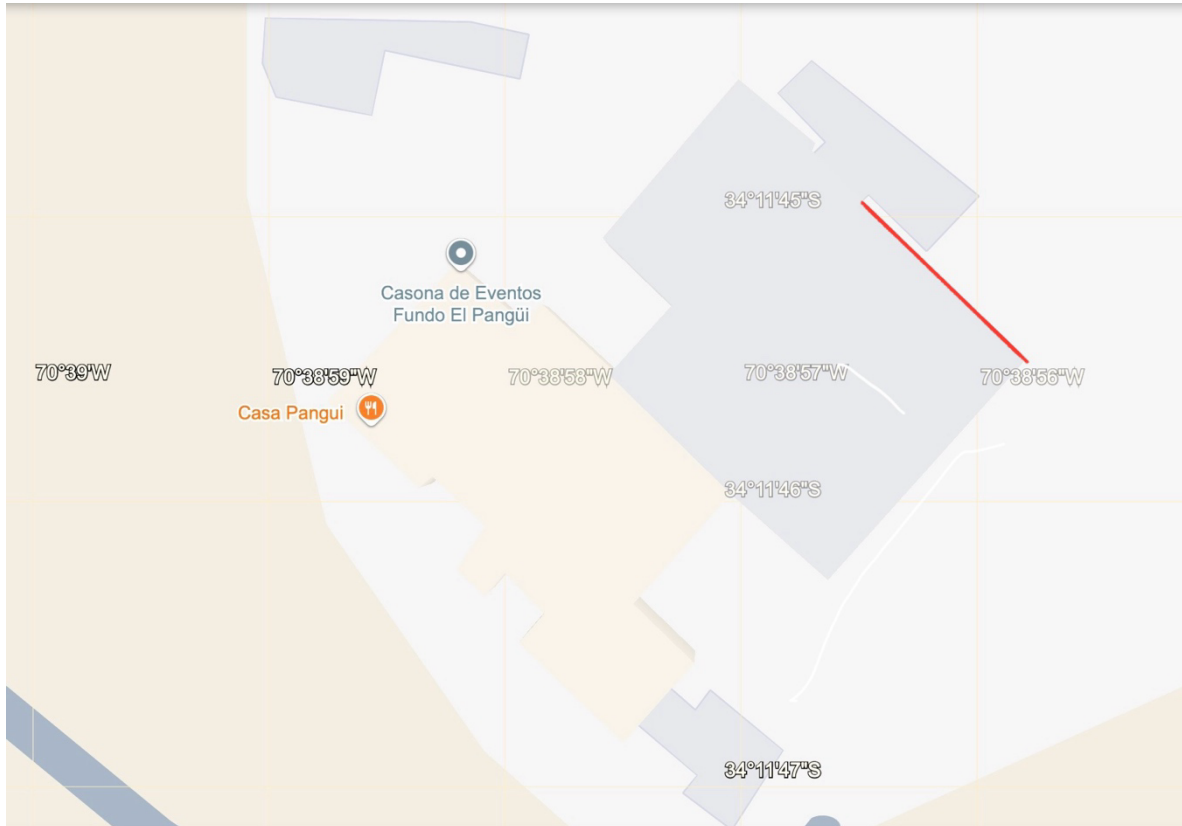 34°11'45"S
Casona de Eventos
Fundo El Pangüi
70°39'W
70°38'59"W
70°38'58"W
70°38'57"W
70°38'56"W
Casa Pangui
34°11'46"S
34°11'47"S